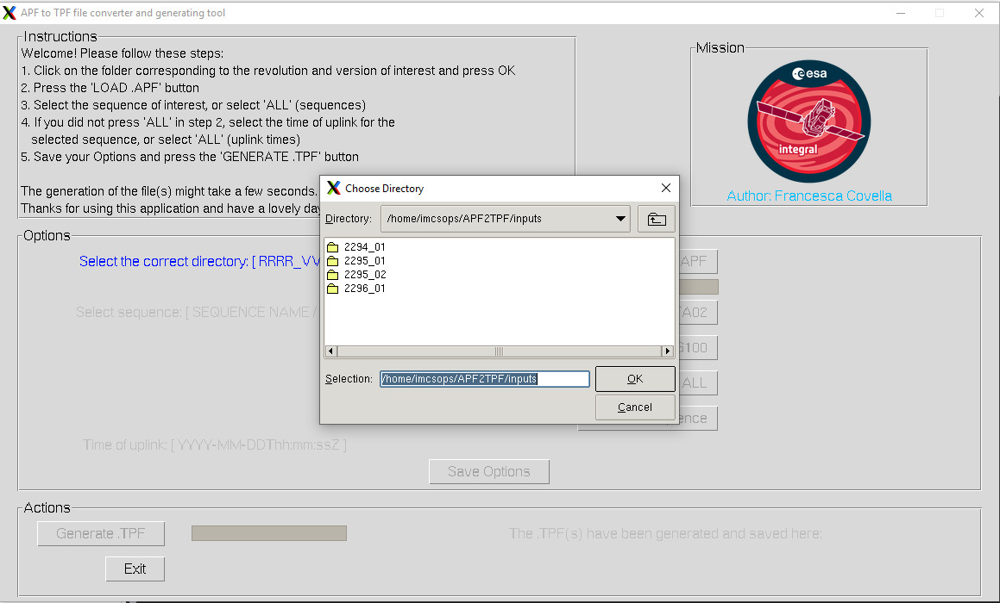 APF to TPF file converter and generating tool
Instructions
Welcome! Please follow these steps:
1. Click on the folder corresponding to the revolution and version of interest and press OK
2. Press the 'LOAD .APF' button
3. Select the sequence of interest, or select 'ALL' (sequences)
4. If you did not press 'ALL' in step 2, select the time of uplink for the
selected sequence, or select 'ALL' (uplink times)
5. Save your Options and press the 'GENERATE .TPF' button
The generation of the file(s) might take a few seconds.
Thanks for using this application and have a lovely day
Mission
esa
integral
Author: Francesca Covella
Choose Directory
Directory:
/home/imcsops/APF2TPF/inputs
2294_01
2295_01
2295_02
2296_01
Selection:
/home/imcsops/APF2TPF/inputs
OK
Cancel
Options
Select the correct directory: [ RRRR_VV
APF
Select sequence: [ SEQUENCE NAME /
TA02
G100
ALL
ence
Time of uplink: [ YYYY-MM-DDThh:mm:ssZ ]
Save Options
Actions
Generate .TPF
The .TPF(s) have been generated and saved here:
Exit